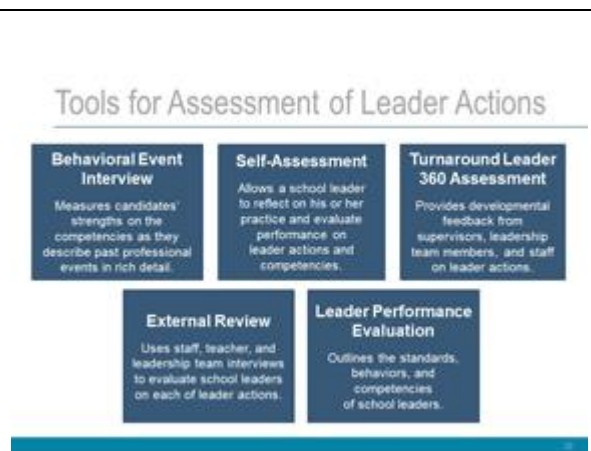 Tools for Assessment of Leader Actions
Behavioral Event
Interview
Measures candidates'
strengths on the
competencies as they
describe past professional
events in rich detail.
Self-Assessment
Allows a school leader
to reflect on his or her
practice and evaluate
performance on
leader actions and
competencies.
Turnaround Leader
360 Assessment
Provides developmental
feedback from
supervisors, leadership
team members, and staff
on leader actions.
External Review
Uses staff, teacher, and
leadership team interviews
to evaluate school leaders
on each of leader actions.
Leader Performance
Evaluation
Outlines the standards,
behaviors, and
competencies
of school leaders.